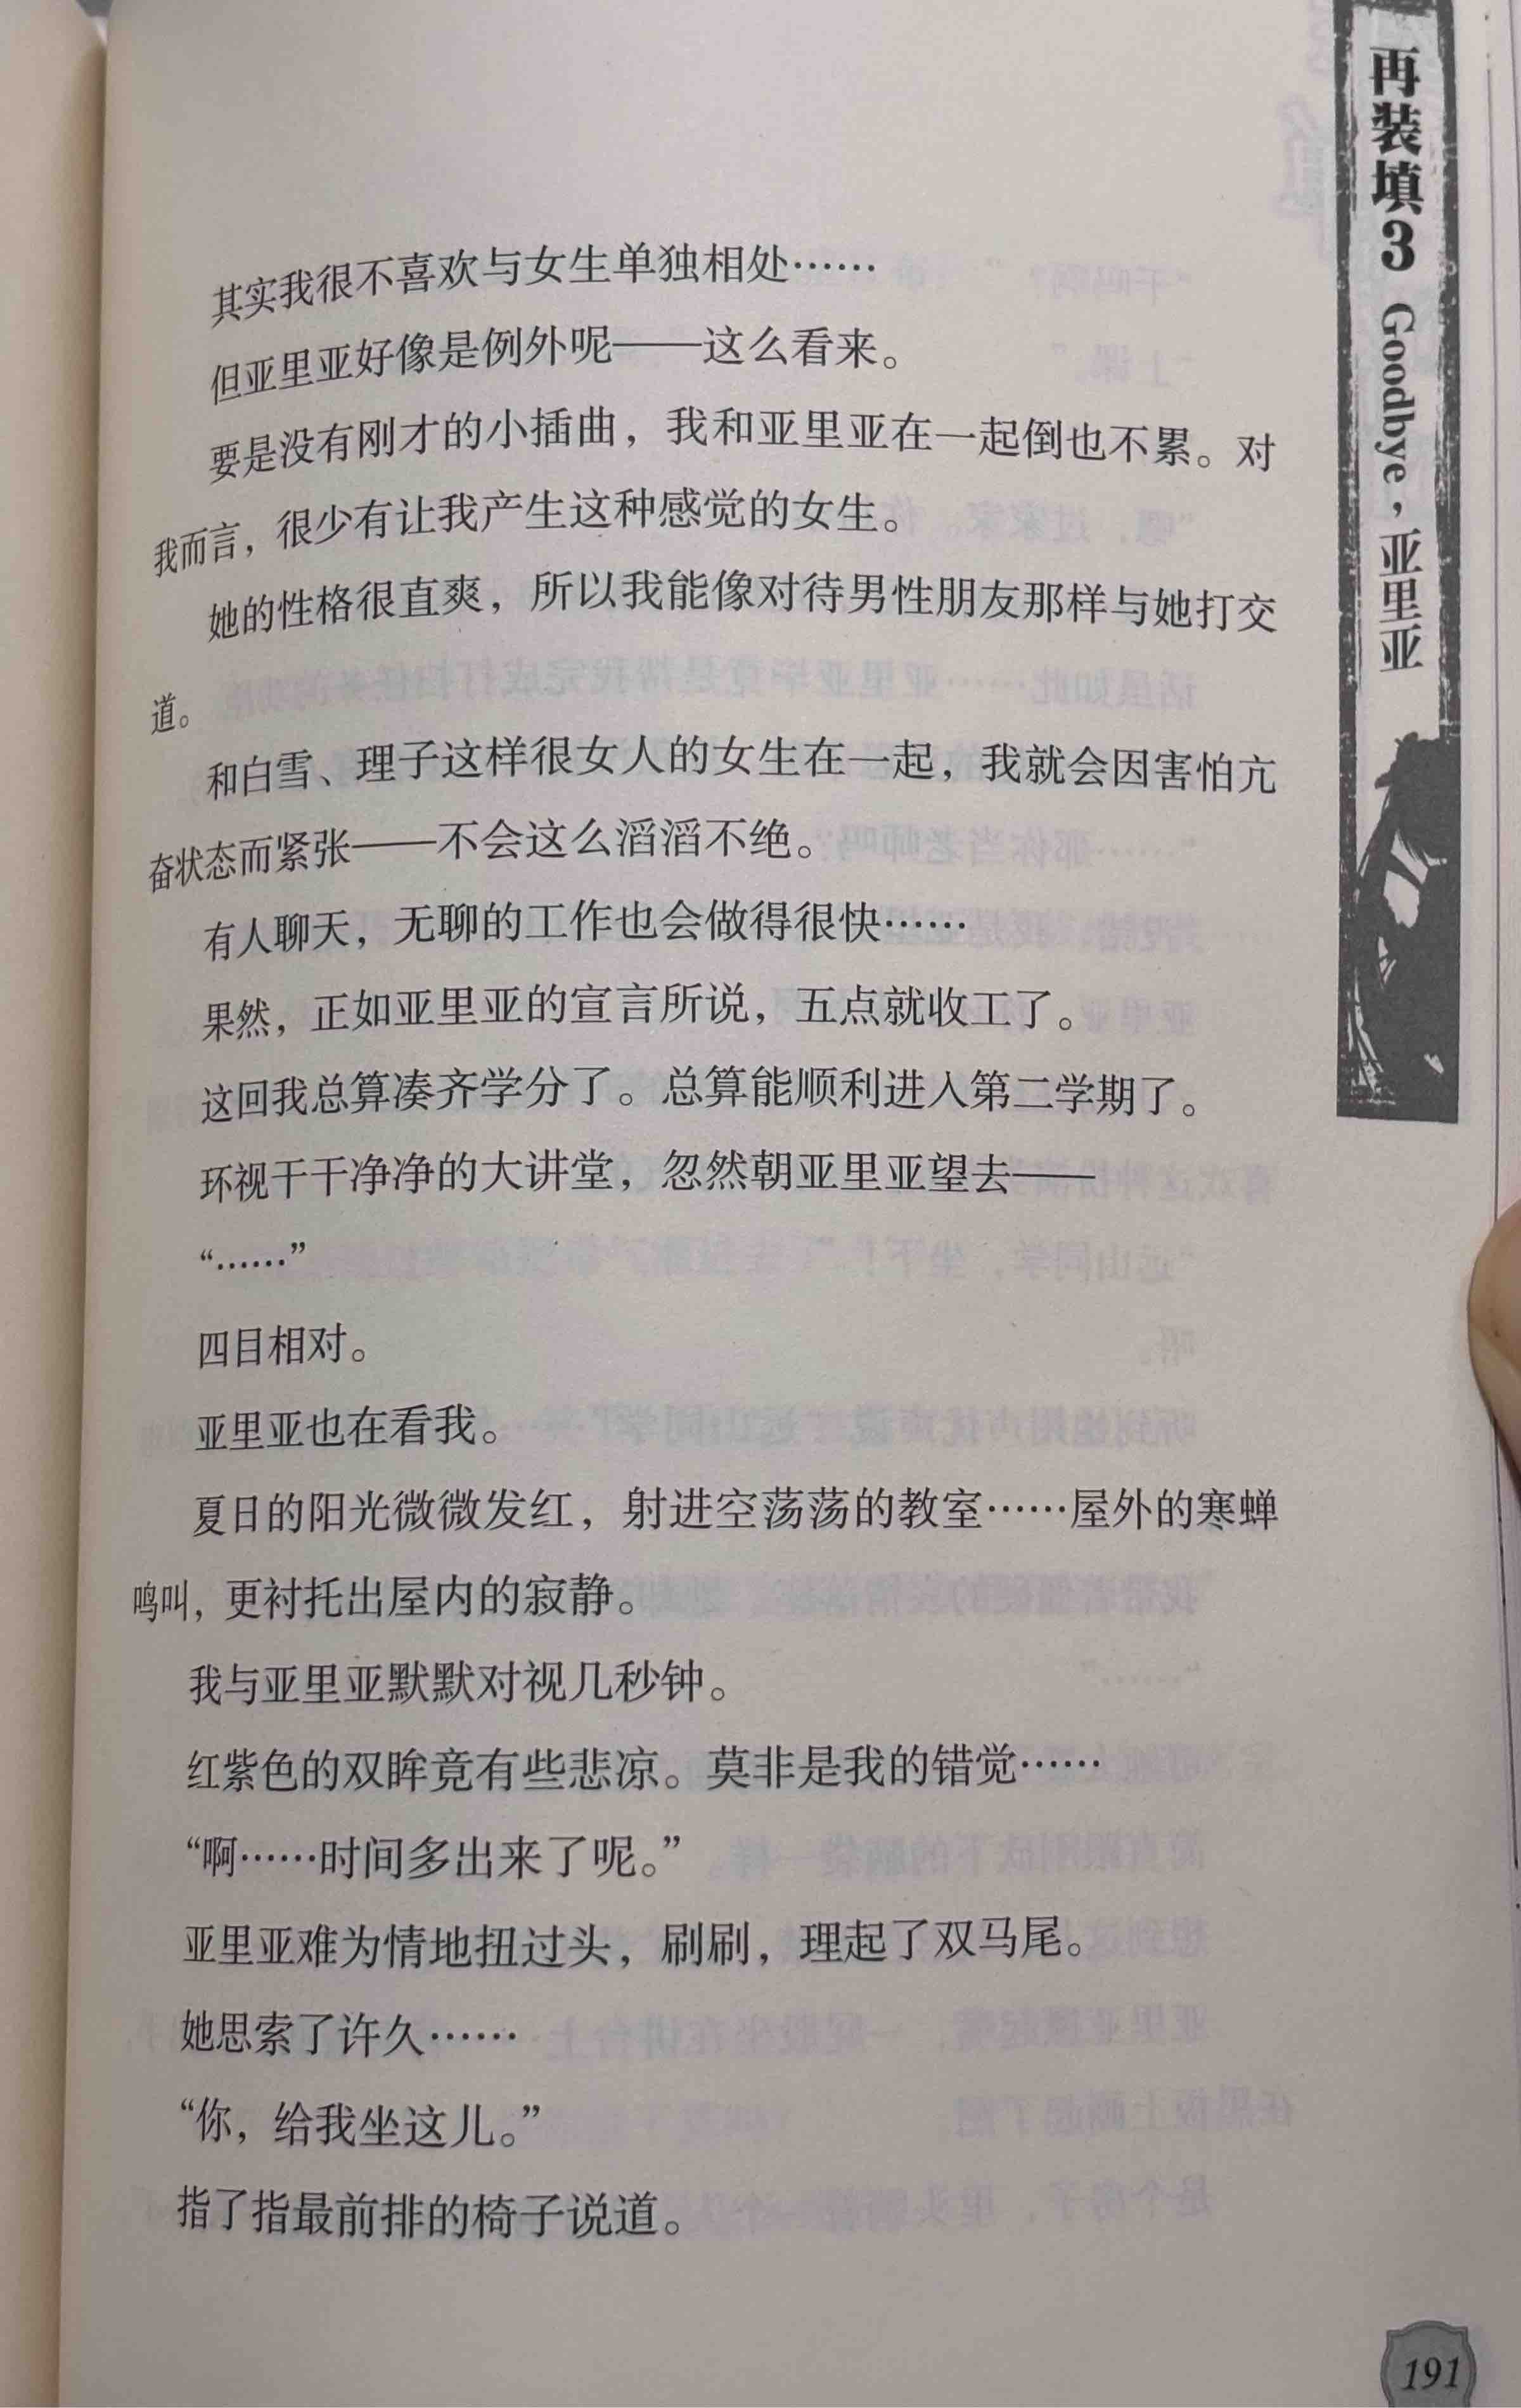 其实我很不喜欢与女生单独相处……
但亚里亚好像是例外呢——这么看来。
要是没有刚才的小插曲，我和亚里亚在一起倒也不累。对
我而言，很少有让我产生这种感觉的女生。
她的性格很直爽，所以我能像对待男性朋友那样与她打交
道。
和白雪、理子这样很女人的女生在一起，我就会因害怕亢
奋状态而紧张——不会这么滔滔不绝。
有人聊天，无聊的工作也会做得很快……
果然，正如亚里亚的宣言所说，五点就收工了。
这回我总算凑齐学分了。总算能顺利进入第二学期了。
环视干干净净的大讲堂，忽然朝亚里亚望去——
“……”
四目相对。
亚里亚也在看我。
夏日的阳光微微发红，射进空荡荡的教室……屋外的寒蝉
鸣叫，更衬托出屋内的寂静。
我与亚里亚默默对视几秒钟。
红紫色的双眸竟有些悲凉。莫非是我的错觉……
“啊……时间多出来了呢。”
亚里亚难为情地扭过头，刷刷，理起了双马尾。
她思索了许久……
“你，给我坐这儿。”
指了指最前排的椅子说道。
再装填3 Goodbye，亚里亚
191